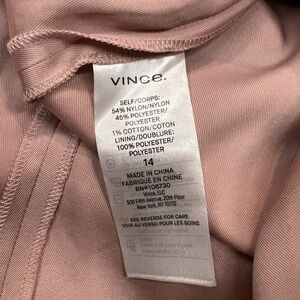 VINCE.
SELF/CORPS:
54% NYLON/NYLON
45% POLYESTER/
POLYESTER
1% COTTON/COTON
LINING/DOUBLURE:
100% POLYESTER/
POLYESTER
14
MADE IN CHINA
FABRIQUÉ EN CHINE
RN#106730
Vince, LLC
500 Fifth Avenue, 20th Floor
New York, NY 10110
SEE REVERSE FOR CARE
VOIR AU VERSO POUR LES SOINS